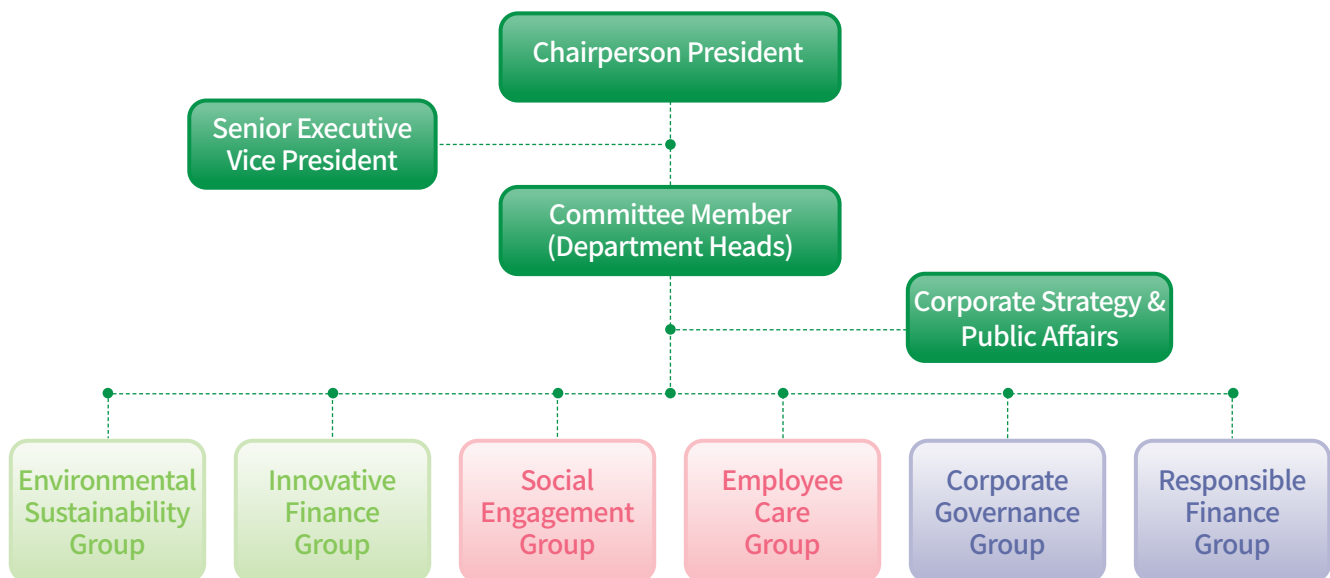 Chairperson President
Senior Executive
Vice President
Committee Member
(Department Heads)
Corporate Strategy &
Public Affairs
Environmental
Sustainability
Group
Innovative
Finance
Group
Social
Engagement
Group
Employee
Care
Group
Corporate
Governance
Group
Responsible
Finance
Group